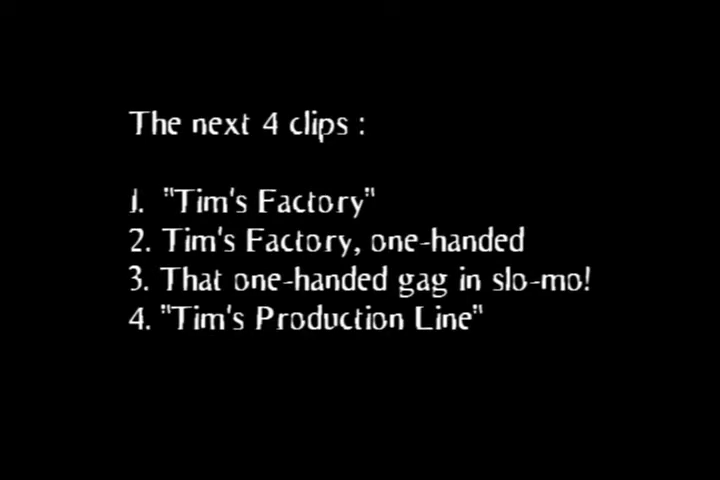 The next 4 clips :
1. "Tim's Factory"
2. Tim's Factory, one-handed
3. That one-handed gag in slo-mo!
4. "Tim's Production Line"